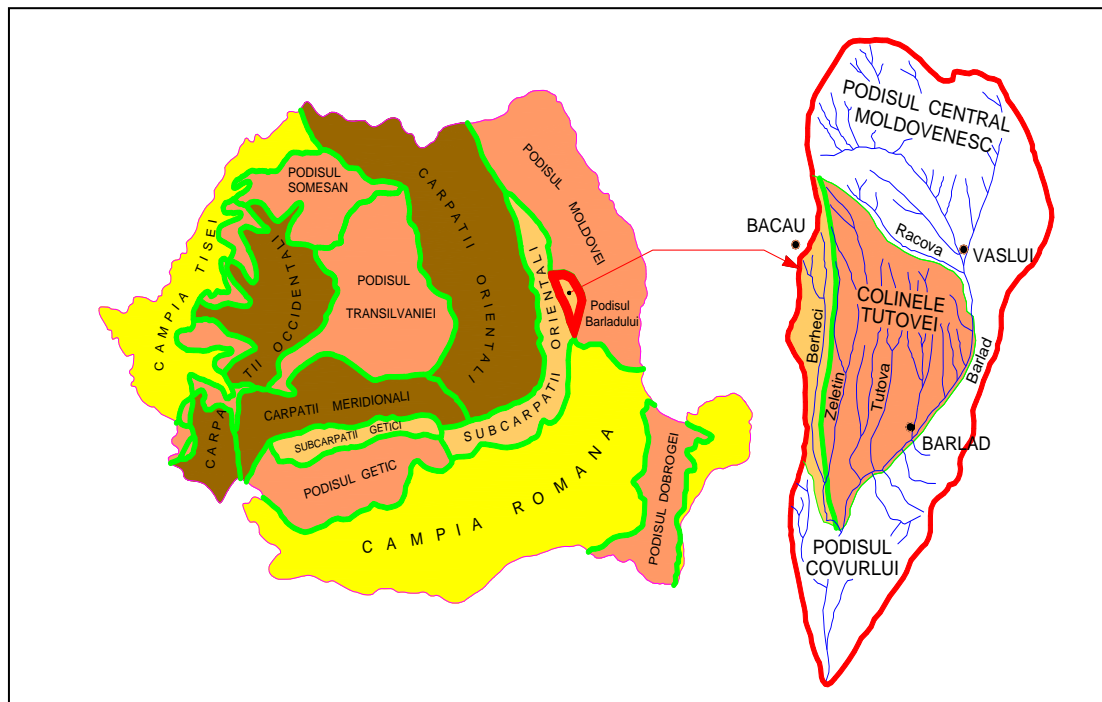 PODISUL
SOMESAN
CARPATII ORIENTALI
PODISUL MOLDOVEI
CAMPIA TISEI
CARPATII OCCIDENTALI
PODISUL
TRANSILVANIEI
SUBCARPATII ORIENTALI
Podisul
Barladului
CARPATII MERIDIONALI
SUBCARPATII GETICI
PODISUL GETIC
CAMPIA ROMANA
PODISUL DOBROGEI
PODISUL CENTRAL
MOLDOVENESC
BACAU
Racova
VASLUI
COLINELE
TUTOVEI
Berheci
Zeletin
Tutova
Barlad
BARLAD
PODISUL
COVURLUI